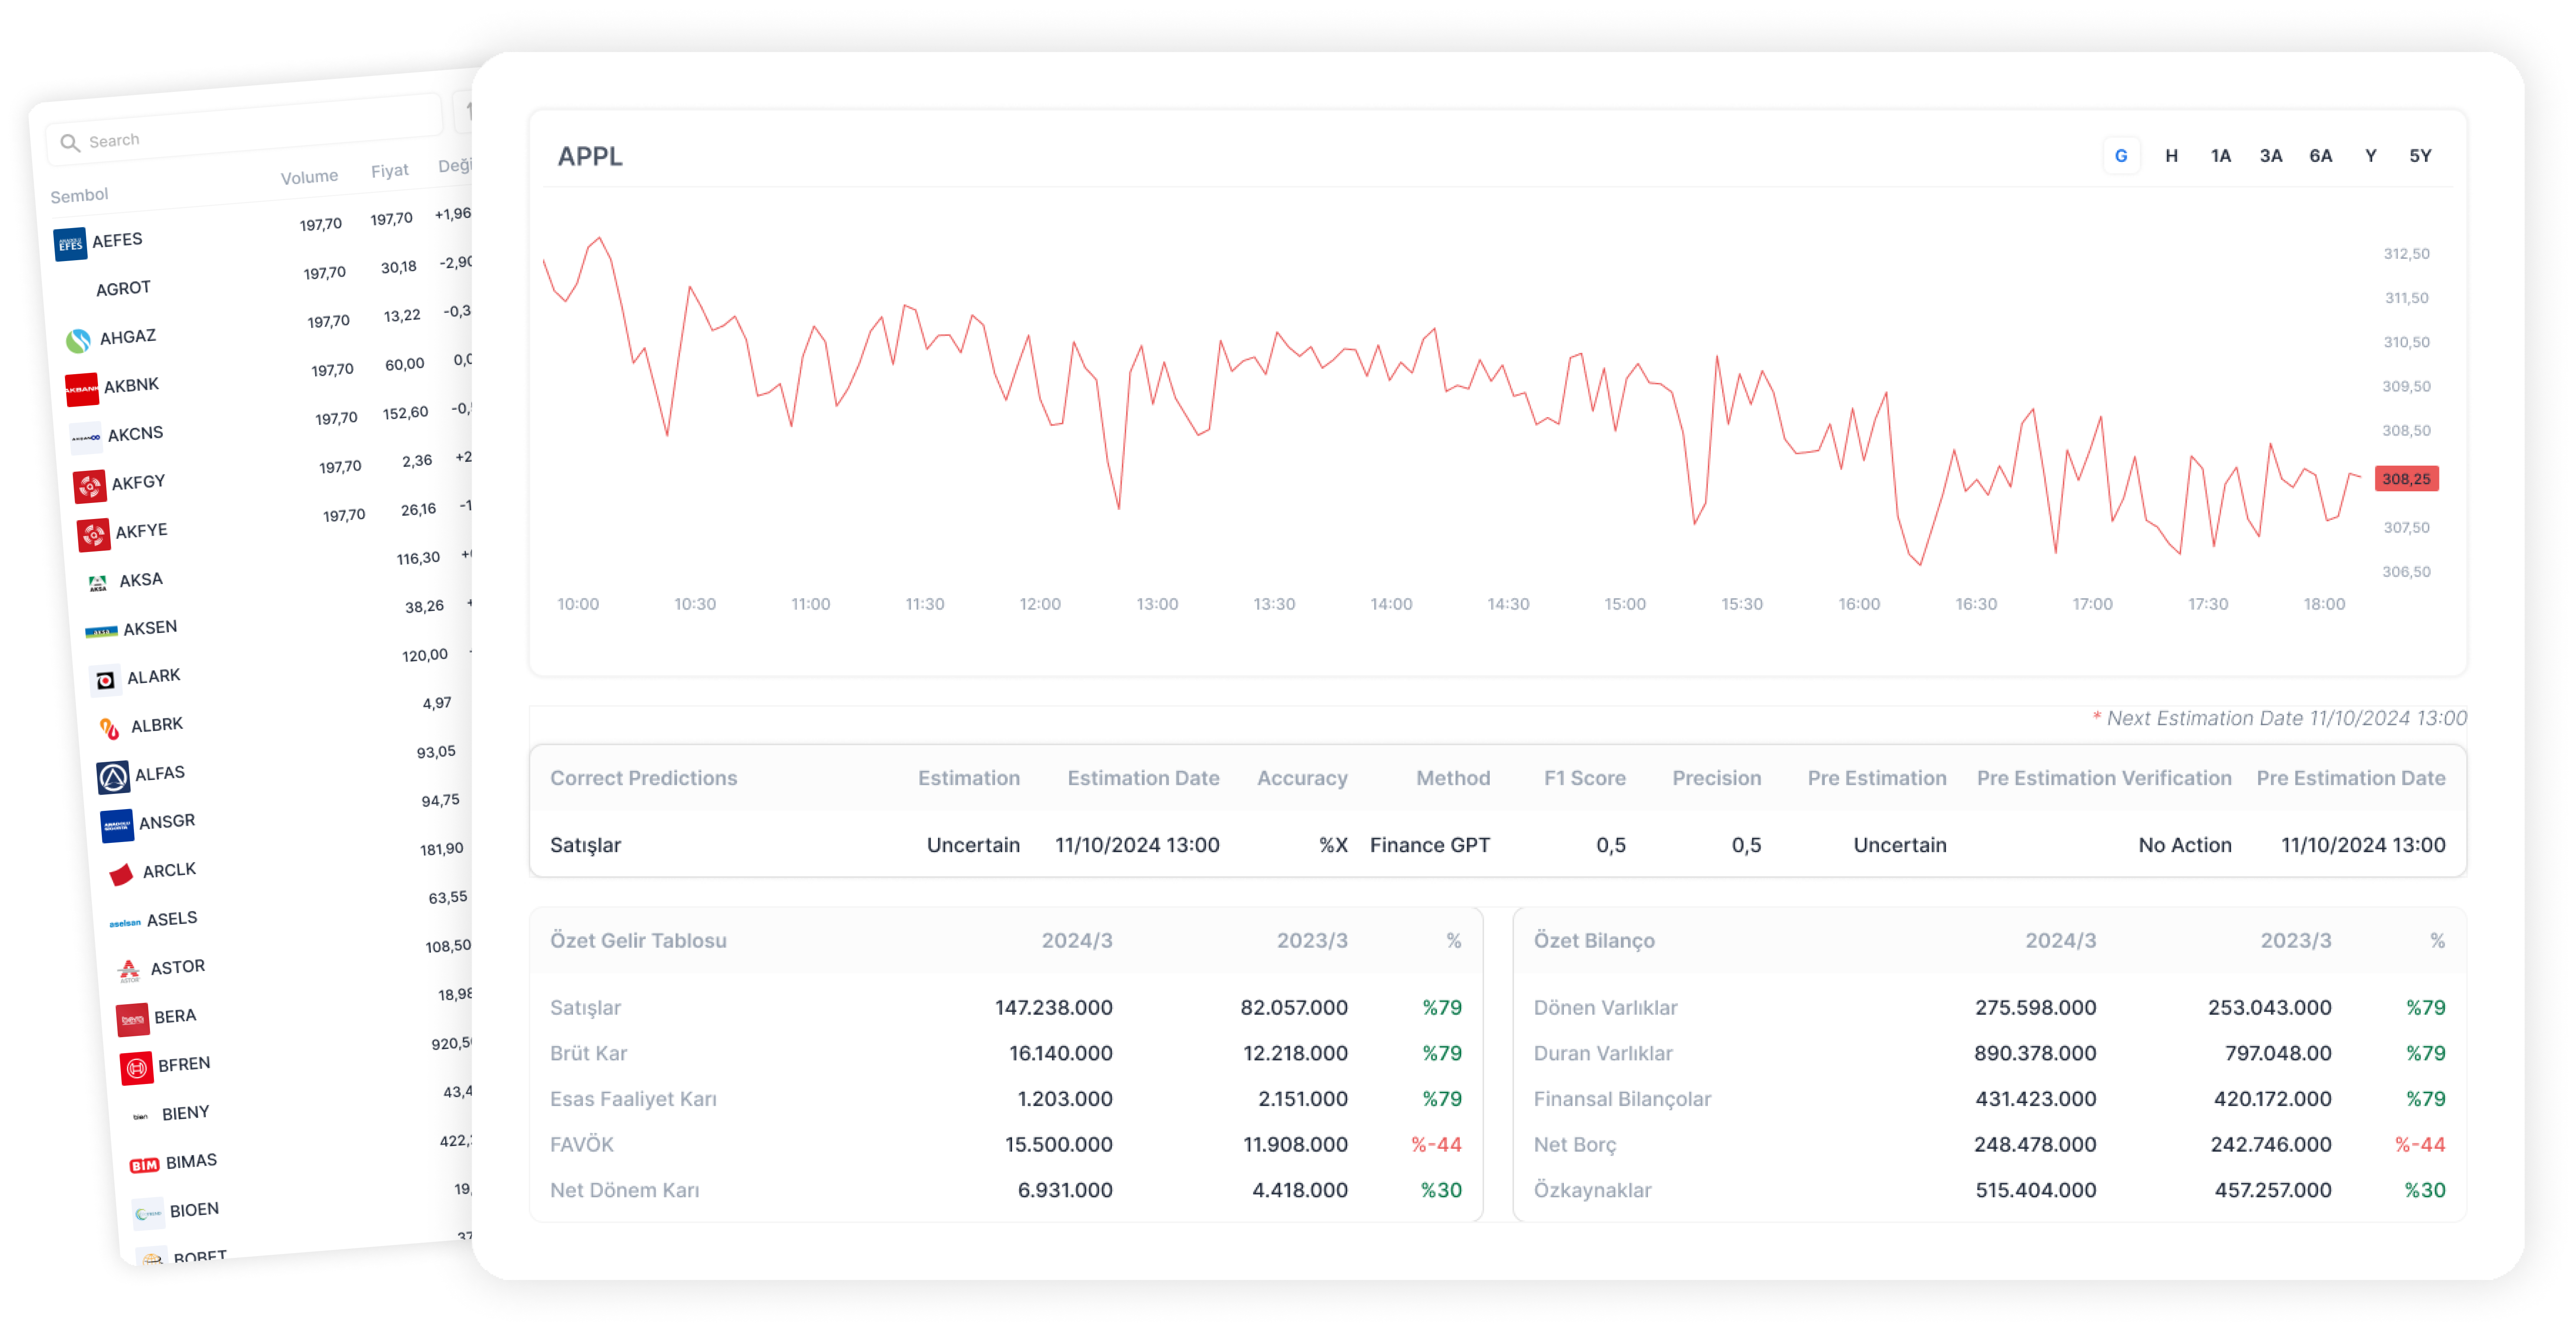 Search
Sembol Volume Fiyat Deği
AEFES 197,70 197,70 +1,96
AGROT 197,70 30,18 -2,90
AHGAZ 197,70 13,22 -0,3
AKBNK 197,70 60,00 0,0
AKCNS 197,70 152,60 -0,
AKFGY 197,70 2,36 +2
AKFYE 197,70 26,16 -1
AKSA 116,30
AKSEN 38,26
ALARK 120,00
ALBRK 4,97
ALFAS 93,05
ANSGR 94,75
ARCLK 181,90
aselsan ASELS 63,55
ASTOR 108,50
BERA 18,98
BFREN 920,5
BIENY 43,4
BİM BIMAS 422,
BIOEN 19,
BOBET 37
APPL G H 1A 3A 6A Y 5Y
312,50
311,50
310,50
309,50
308,50
308,25
307,50
306,50
10:00 10:30 11:00 11:30 12:00 13:00 13:30 14:00 14:30 15:00 15:30 16:00 16:30 17:00 17:30 18:00
* Next Estimation Date 11/10/2024 13:00
Correct Predictions Estimation Estimation Date Accuracy Method F1 Score Precision Pre Estimation Pre Estimation Verification Pre Estimation Date
Satışlar Uncertain 11/10/2024 13:00 %X Finance GPT 0,5 0,5 Uncertain No Action 11/10/2024 13:00
Özet Gelir Tablosu 2024/3 2023/3 %
Satışlar 147.238.000 82.057.000 %79
Brüt Kar 16.140.000 12.218.000 %79
Esas Faaliyet Karı 1.203.000 2.151.000 %79
FAVÖK 15.500.000 11.908.000 %-44
Net Dönem Karı 6.931.000 4.418.000 %30
Özet Bilanço 2024/3 2023/3 %
Dönen Varlıklar 275.598.000 253.043.000 %79
Duran Varlıklar 890.378.000 797.048.00 %79
Finansal Bilançolar 431.423.000 420.172.000 %79
Net Borç 248.478.000 242.746.000 %-44
Özkaynaklar 515.404.000 457.257.000 %30